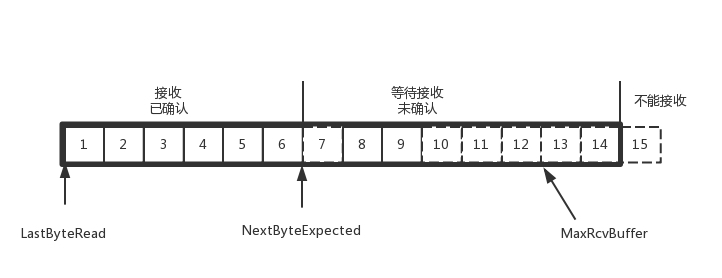 接收
已确认
等待接收
未确认
不能接收
1 2 3 4 5 6 7 8 9 10 11 12 13 14 15
LastByteRead
NextByteExpected
MaxRcvBuffer